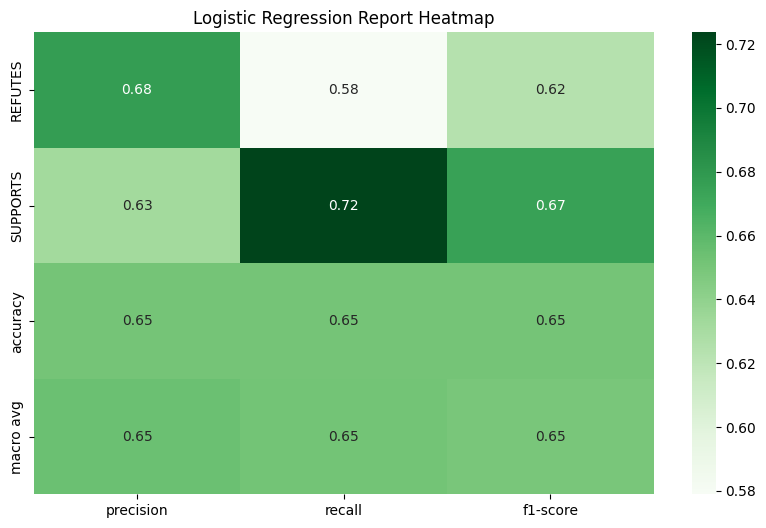 Logistic Regression Report Heatmap
REFUTES 0.68 0.58 0.62
SUPPORTS 0.63 0.72 0.67
accuracy 0.65 0.65 0.65
macro avg 0.65 0.65 0.65
precision recall f1-score
0.72
0.70
0.68
0.66
0.64
0.62
0.60
0.58